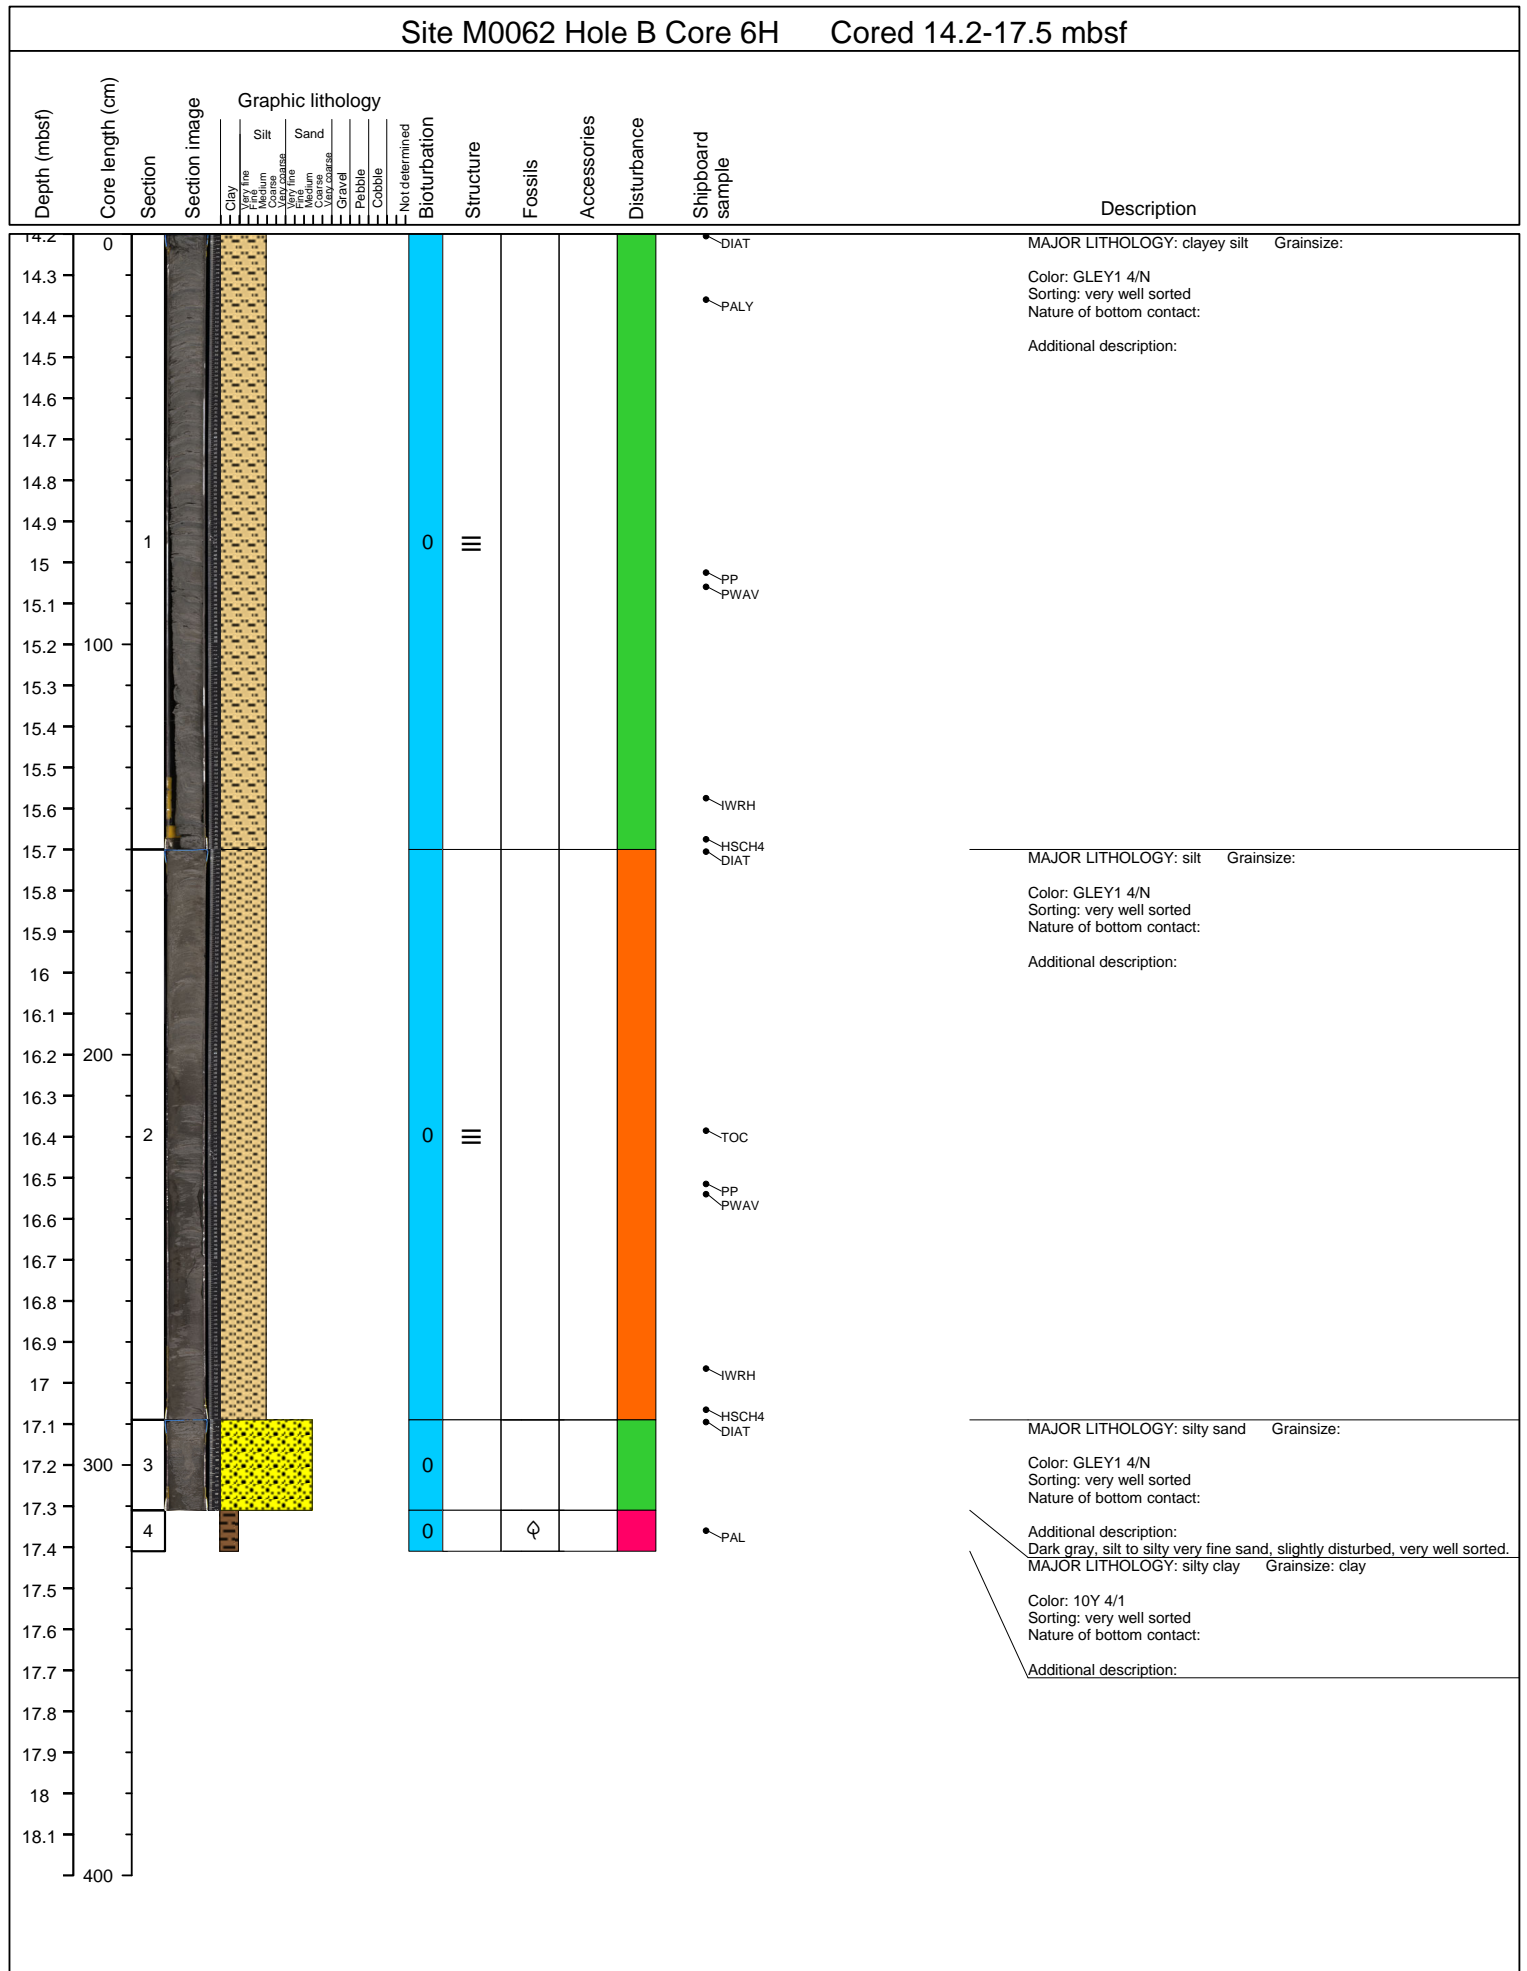 Site M0062 Hole B Core 6H Cored 14.2-17.5 mbsf
Depth (mbsf)
Core length (cm)
Section
Section image
Graphic lithology
Clay
Silt
Very fine
Fine
Medium
Coarse
Very coarse
Sand
Very fine
Fine
Medium
Coarse
Very coarse
Gravel
Pebble
Cobble
Not determined
Bioturbation
Structure
Fossils
Accessories
Disturbance
Shipboard
sample
Description
14.2
14.3
14.4
14.5
14.6
14.7
14.8
14.9
15
15.1
15.2
15.3
15.4
15.5
15.6
15.7
15.8
15.9
16
16.1
16.2
16.3
16.4
16.5
16.6
16.7
16.8
16.9
17
17.1
17.2
17.3
17.4
17.5
17.6
17.7
17.8
17.9
18
18.1
0
100
200
300
400
1
2
3
4
0
0
0
0
DIAT
PALY
PP
PWAV
IWRH
HSCH4
DIAT
TOC
PP
PWAV
IWRH
HSCH4
DIAT
PAL
MAJOR LITHOLOGY: clayey silt Grainsize:
Color: GLEY1 4/N
Sorting: very well sorted
Nature of bottom contact:
Additional description:
MAJOR LITHOLOGY: silt Grainsize:
Color: GLEY1 4/N
Sorting: very well sorted
Nature of bottom contact:
Additional description:
MAJOR LITHOLOGY: silty sand Grainsize:
Color: GLEY1 4/N
Sorting: very well sorted
Nature of bottom contact:
Additional description:
Dark gray, silt to silty very fine sand, slightly disturbed, very well sorted.
MAJOR LITHOLOGY: silty clay Grainsize: clay
Color: 10Y 4/1
Sorting: very well sorted
Nature of bottom contact:
Additional description: